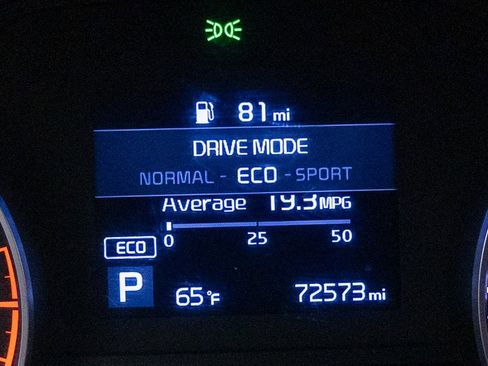 81 mi
DRIVE MODE
NORMAL - ECO - SPORT
Average 19.3 MPG
0 25 50
ECO
P 65°F 72573 mi